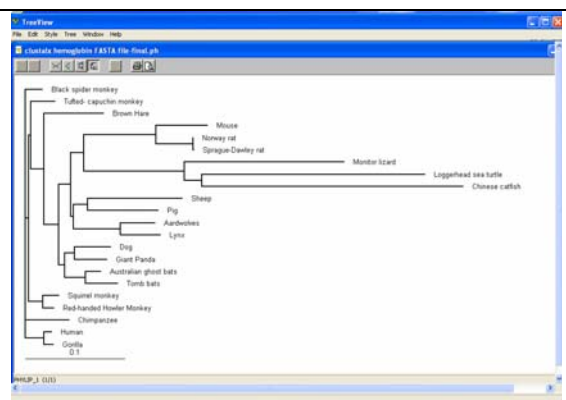 TreeView
File Edit Style Tree Window Help
clustalx hemoglobin FASTA file-final.ph
Black spider monkey
Tufted- capuchin monkey
Brown Hare
Mouse
Norway rat
Sprague-Dawley rat
Monitor lizard
Loggerhead sea turtle
Chinese catfish
Sheep
Pig
Aardwolves
Lynx
Dog
Giant Panda
Australian ghost bats
Tomb bats
Squirrel monkey
Red-handed Howler Monkey
Chimpanzee
Human
Gorilla
0.1
PHYLIP_1 (1/1)